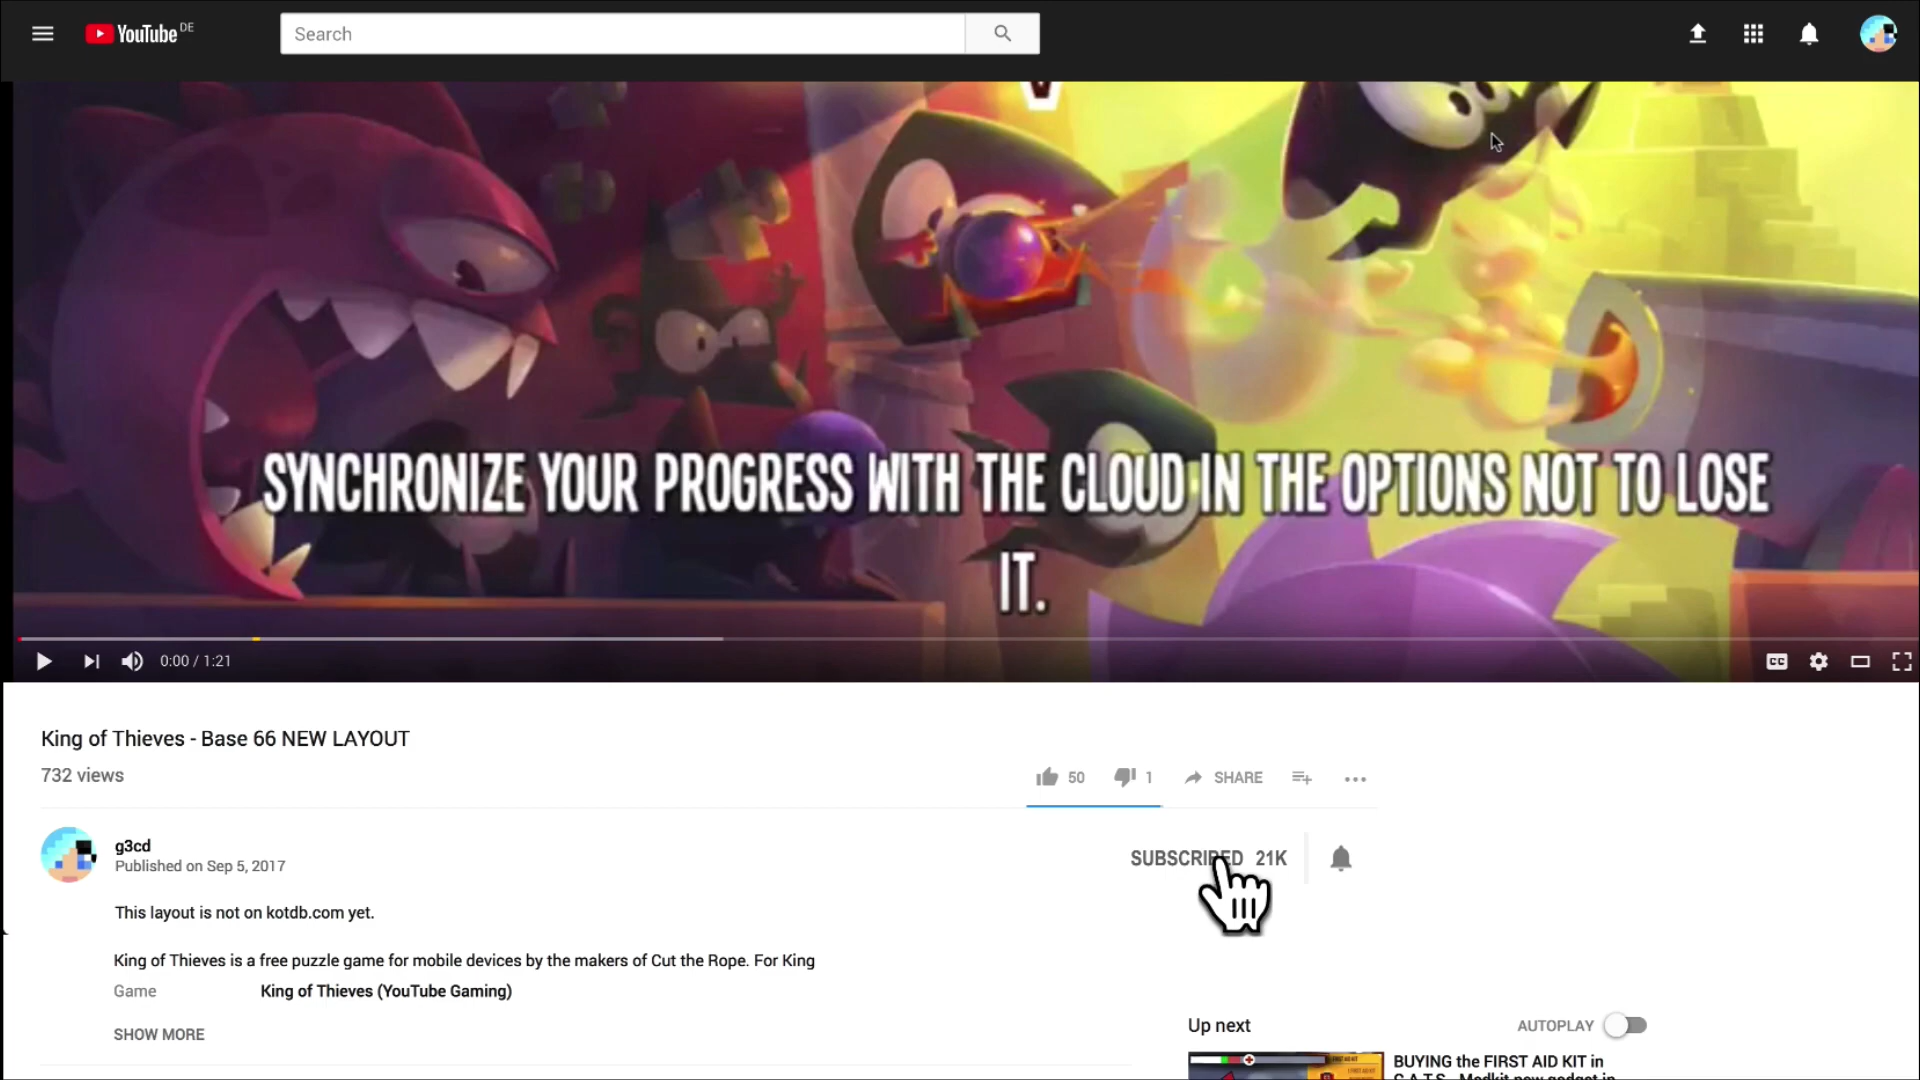 YouTube DE
Search
SYNCHRONIZE YOUR PROGRESS WITH THE CLOUD IN THE OPTIONS NOT TO LOSE
IT.
0:00 / 1:21
CC
King of Thieves - Base 66 NEW LAYOUT
732 views
50
1
SHARE
g3cd
Published on Sep 5, 2017
SUBSCRIBED 21K
This layout is not on kotdb.com yet.
King of Thieves is a free puzzle game for mobile devices by the makers of Cut the Rope. For King
Game
King of Thieves (YouTube Gaming)
SHOW MORE
Up next
AUTOPLAY
BUYING the FIRST AID KIT in
C.A.T.S - Medkit new gadget in